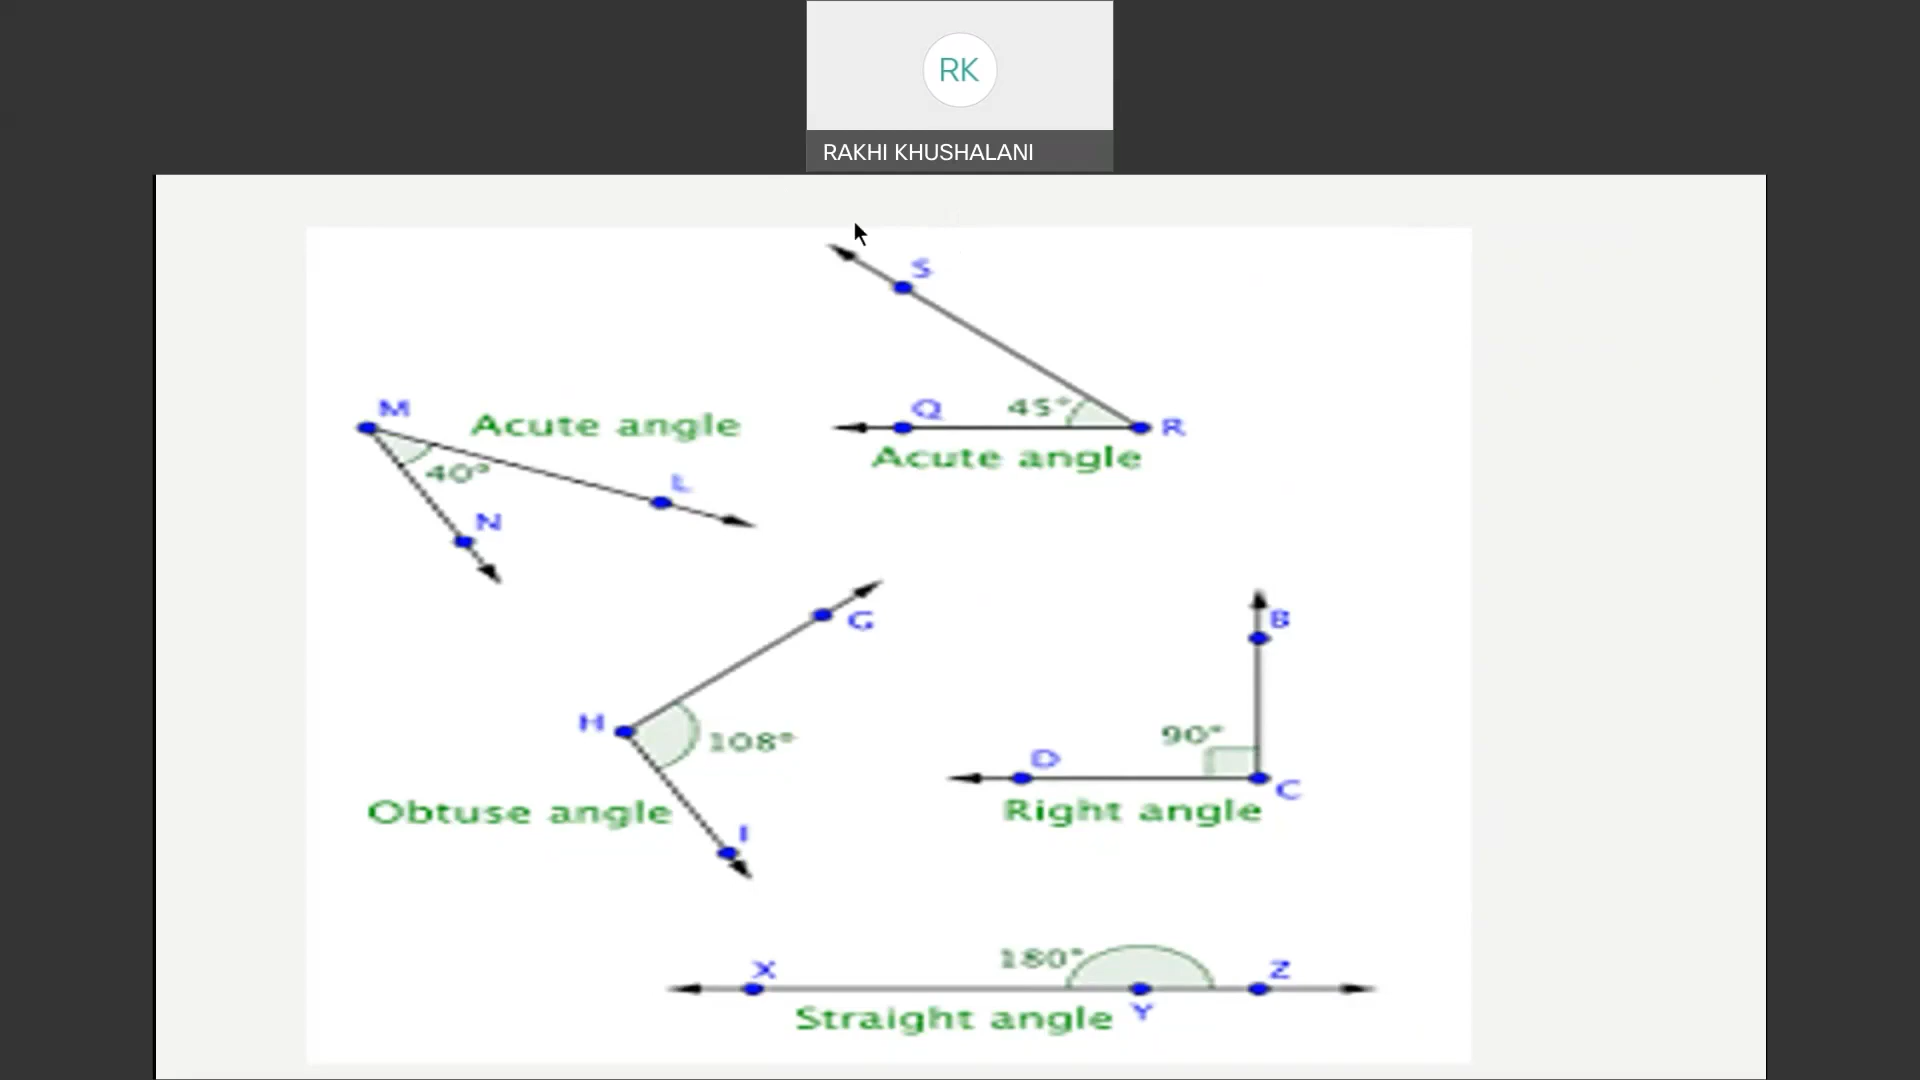 RK
RAKHI KHUSHALANI
S
M
Acute angle
Q
45°
R
Acute angle
40°
L
N
G
B
H
108°
90°
D
C
Obtuse angle
Right angle
I
180°
X
Z
Y
Straight angle